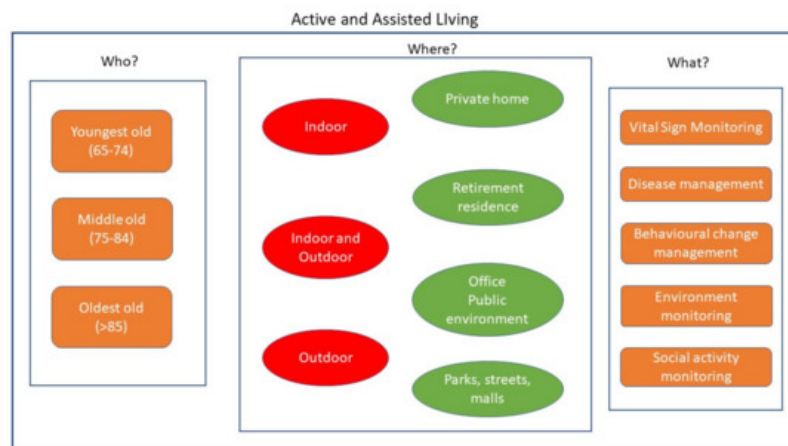 Active and Assisted LIving
Who?
Youngest old
(65-74)
Middle old
(75-84)
Oldest old
(>85)
Where?
Indoor
Indoor and
Outdoor
Outdoor
Private home
Retirement
residence
Office
Public
environment
Parks, streets,
malls
What?
Vital Sign Monitoring
Disease management
Behavioural change
management
Environment
monitoring
Social activity
monitoring